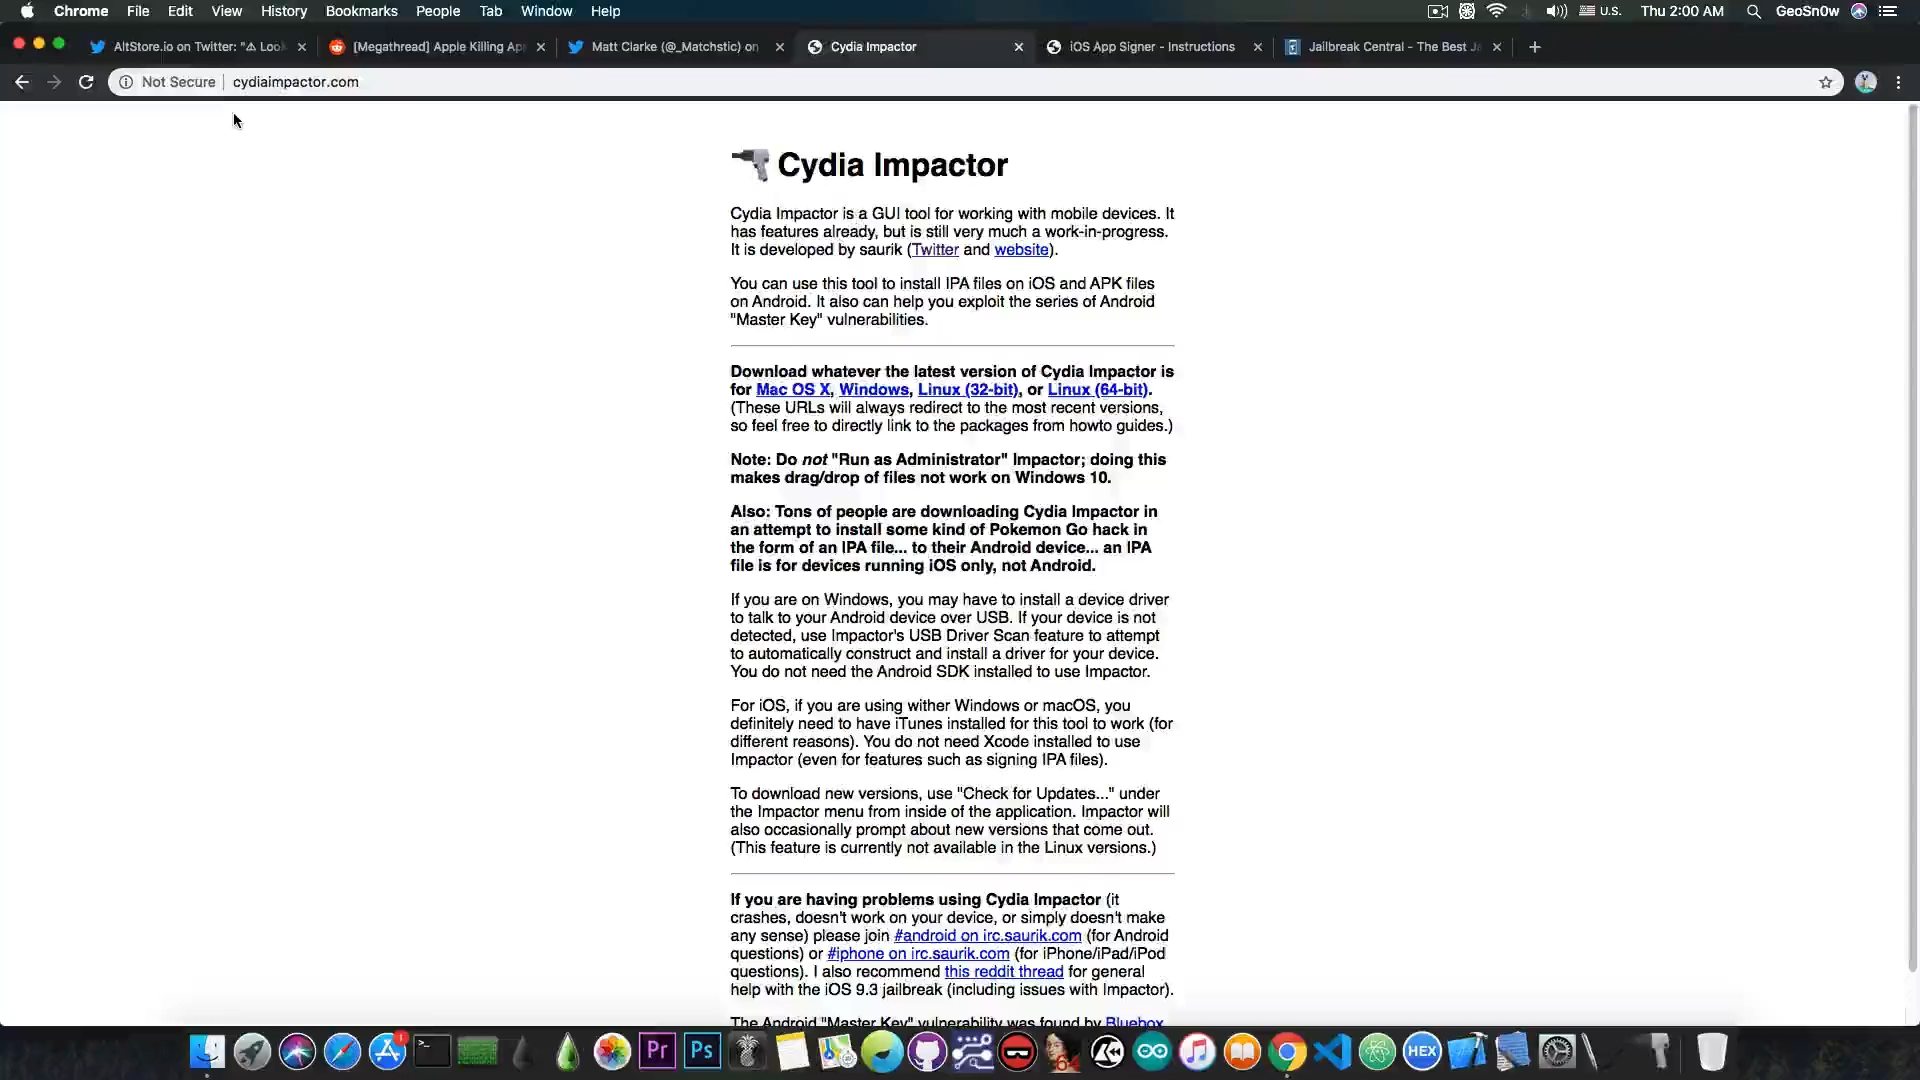 Chrome File Edit View History Bookmarks People Tab Window Help U.S. Thu 2:00 AM GeoSn0w
AltStore.io on Twitter: "⚠ Look [Megathread] Apple Killing App Matt Clarke (@_Matchstic) on Cydia Impactor iOS App Signer - Instructions Jailbreak Central - The Best Ja
Not Secure cydiaimpactor.com
Cydia Impactor
Cydia Impactor is a GUI tool for working with mobile devices. It
has features already, but is still very much a work-in-progress.
It is developed by saurik (Twitter and website).
You can use this tool to install IPA files on iOS and APK files
on Android. It also can help you exploit the series of Android
"Master Key" vulnerabilities.
Download whatever the latest version of Cydia Impactor is
for Mac OS X, Windows, Linux (32-bit), or Linux (64-bit).
(These URLs will always redirect to the most recent versions,
so feel free to directly link to the packages from howto guides.)
Note: Do not "Run as Administrator" Impactor; doing this
makes drag/drop of files not work on Windows 10.
Also: Tons of people are downloading Cydia Impactor in
an attempt to install some kind of Pokemon Go hack in
the form of an IPA file... to their Android device... an IPA
file is for devices running iOS only, not Android.
If you are on Windows, you may have to install a device driver
to talk to your Android device over USB. If your device is not
detected, use Impactor's USB Driver Scan feature to attempt
to automatically construct and install a driver for your device.
You do not need the Android SDK installed to use Impactor.
For iOS, if you are using wither Windows or macOS, you
definitely need to have iTunes installed for this tool to work (for
different reasons). You do not need Xcode installed to use
Impactor (even for features such as signing IPA files).
To download new versions, use "Check for Updates..." under
the Impactor menu from inside of the application. Impactor will
also occasionally prompt about new versions that come out.
(This feature is currently not available in the Linux versions.)
If you are having problems using Cydia Impactor (it
crashes, doesn't work on your device, or simply doesn't make
any sense) please join #android on irc.saurik.com (for Android
questions) or #iphone on irc.saurik.com (for iPhone/iPad/iPod
questions). I also recommend this reddit thread for general
help with the iOS 9.3 jailbreak (including issues with Impactor).
The Android "Master Key" vulnerability was found by Bluebox
Pr Ps HEX